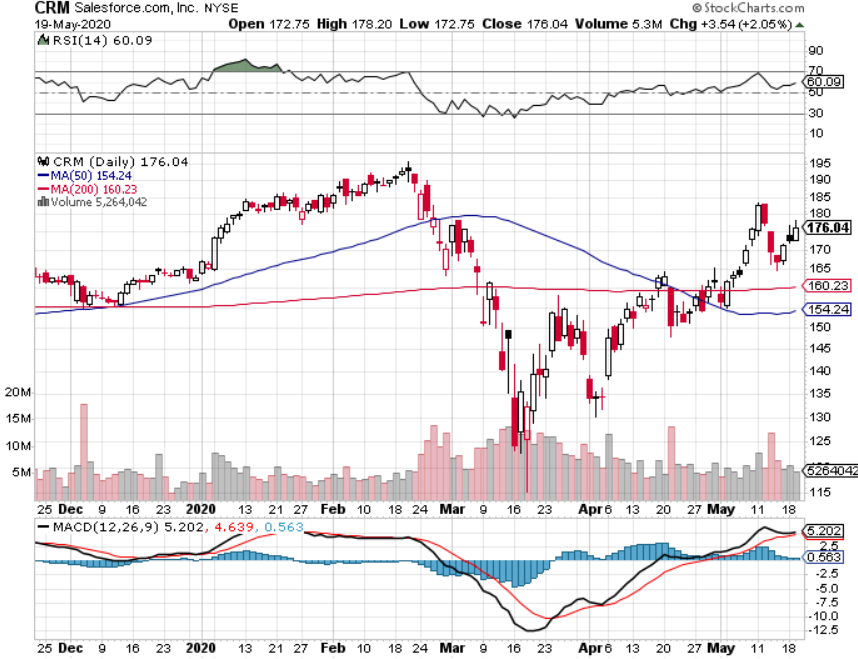 CRM Salesforce.com, Inc. NYSE
© StockCharts.com
19-May-2020 Open 172.75 High 178.20 Low 172.75 Close 176.04 Volume 5.3M Chg +3.54 (+2.05%)
RSI(14) 60.09
90
70
60.09
50
30
10
CRM (Daily) 176.04
MA(50) 154.24
MA(200) 160.23
Volume 5,264,042
195
190
185
180
176.04
170
165
160.23
154.24
150
145
140
135
130
125
115
20M
15M
10M
5M
5264042
25 Dec 9 16 23 2020 13 21 27 Feb 10 18 24 Mar 9 16 23 Apr 6 13 20 27 May 11 18
MACD(12,26,9) 5.202, 4.639, 0.563
5.202
2.5
0.563
-2.5
-5.0
-7.5
-10.0
-12.5
25 Dec 9 16 23 2020 13 21 27 Feb 10 18 24 Mar 9 16 23 Apr 6 13 20 27 May 11 18